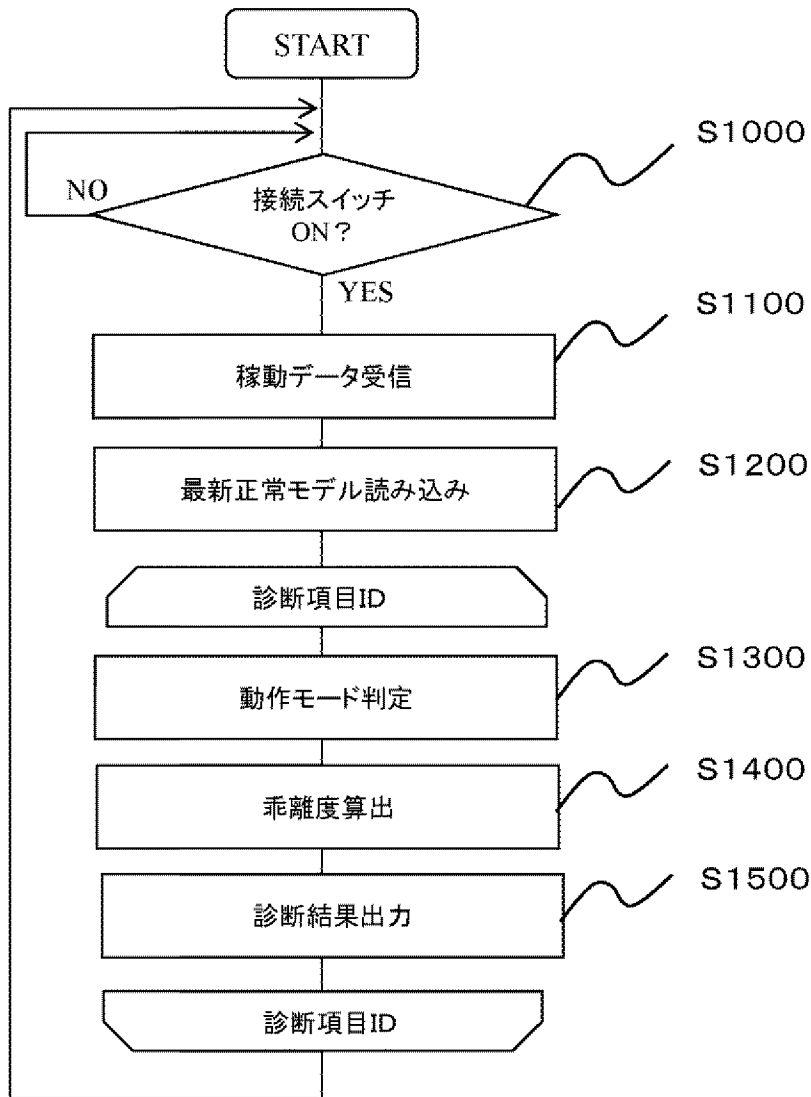 START
S1000
NO
接続スイッチ
ON？
YES
S1100
稼動データ受信
S1200
最新正常モデル読み込み
診断項目ID
S1300
動作モード判定
S1400
乖離度算出
S1500
診断結果出力
診断項目ID